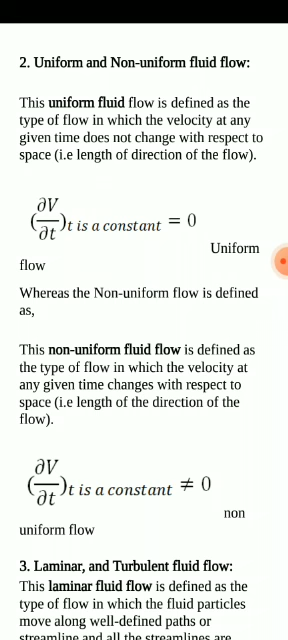 2. Uniform and Non-uniform fluid flow:
This uniform fluid flow is defined as the
type of flow in which the velocity at any
given time does not change with respect to
space (i.e length of direction of the flow).
(∂V/∂t)t is a constant = 0
Uniform
flow
Whereas the Non-uniform flow is defined
as,
This non-uniform fluid flow is defined as
the type of flow in which the velocity at
any given time changes with respect to
space (i.e length of the direction of the
flow).
(∂V/∂t)t is a constant ≠ 0
non
uniform flow
3. Laminar, and Turbulent fluid flow:
This laminar fluid flow is defined as the
type of flow in which the fluid particles
move along well-defined paths or
streamline and all the streamlines are